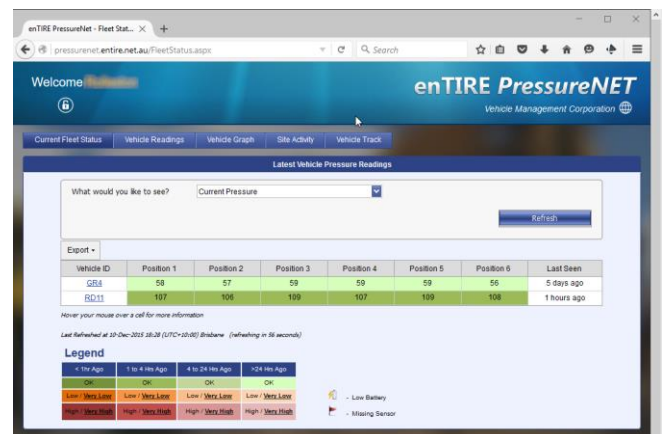 enTIRE PressureNet - Fleet Stat...
pressurenet.entire.net.au/FleetStatus.aspx
Search
Welcome
enTIRE PressureNET
Vehicle Management Corporation
Current Fleet Status Vehicle Readings Vehicle Graph Site Activity Vehicle Track
Latest Vehicle Pressure Readings
What would you like to see? Current Pressure
Refresh
Export
Vehicle ID Position 1 Position 2 Position 3 Position 4 Position 5 Position 6 Last Seen
GR4 58 57 59 59 59 56 5 days ago
RD11 107 106 109 107 109 108 1 hours ago
Hover your mouse over a cell for more information
Last Refreshed at 10-Dec-2015 18:28 (UTC+10:00) Brisbane (refreshing in 56 seconds)
Legend
< 1hr Ago 1 to 4 Hrs Ago 4 to 24 Hrs Ago >24 Hrs Ago
OK OK OK OK
Low / Very Low Low / Very Low Low / Very Low Low / Very Low - Low Battery
High / Very High High / Very High High / Very High High / Very High - Missing Sensor